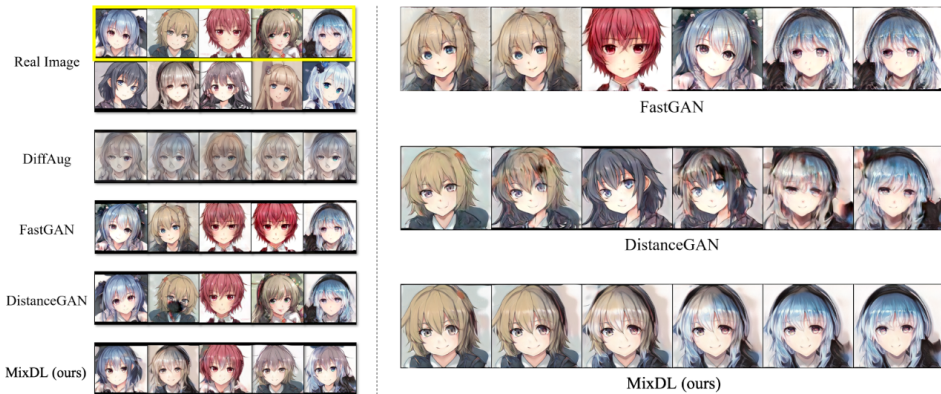 Real Image
DiffAug
FastGAN
DistanceGAN
MixDL (ours)
FastGAN
DistanceGAN
MixDL (ours)